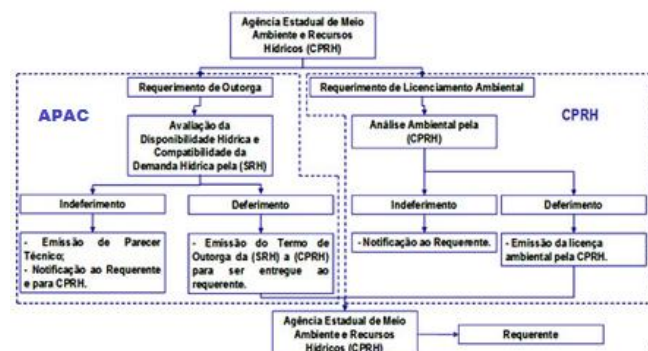 Agência Estadual de Meio
Ambiente e Recursos
Hídricos (CPRH)
Requerimento de Outorga
Requerimento de Licenciamento Ambiental
APAC
CPRH
Avaliação da
Disponibilidade Hídrica e
Compatibilidade da
Demanda Hídrica pela (SRH)
Análise Ambiental pela
(CPRH)
Indeferimento
Deferimento
Indeferimento
Deferimento
- Emissão de Parecer
Técnico;
- Notificação ao Requerente
e para CPRH.
- Emissão do Termo de
Outorga da (SRH) a (CPRH)
para ser entregue ao
requerente.
- Notificação ao Requerente.
- Emissão da licença
ambiental pela CPRH.
Agência Estadual de Meio
Ambiente e Recursos
Hídricos (CPRH)
Requerente